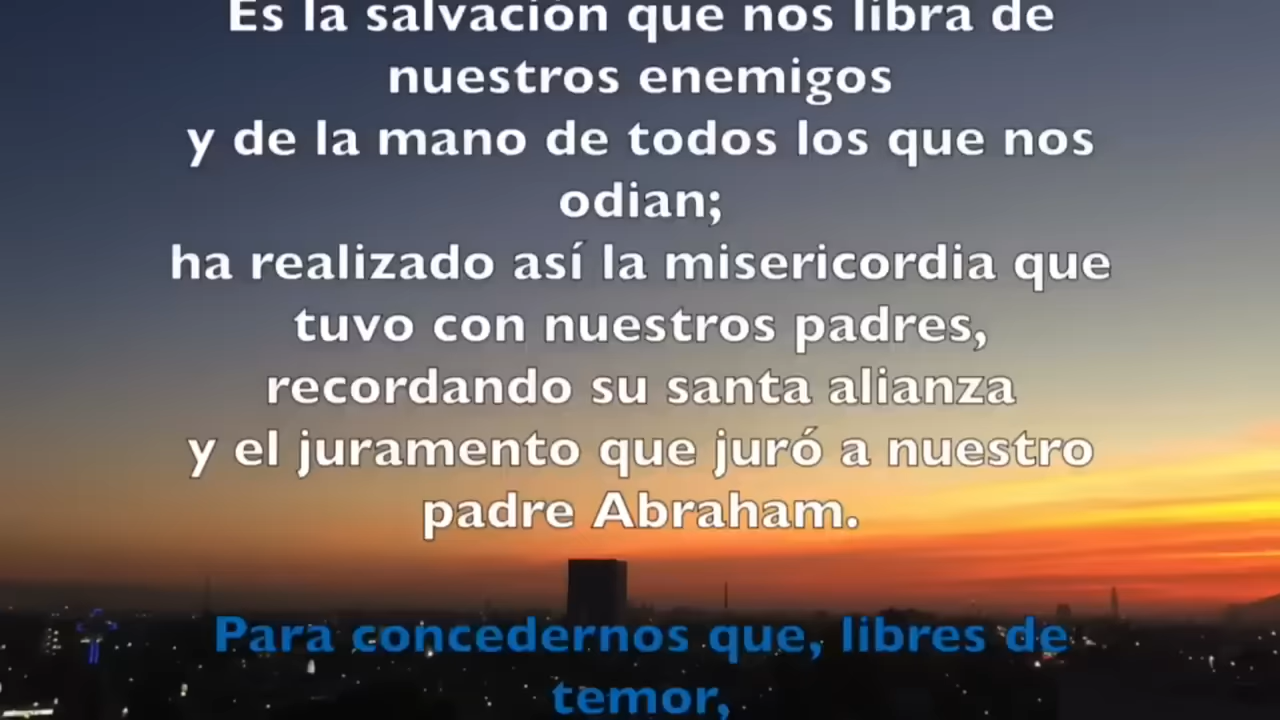 Es la salvación que nos libra de
nuestros enemigos
y de la mano de todos los que nos
odian;
ha realizado así la misericordia que
tuvo con nuestros padres,
recordando su santa alianza
y el juramento que juró a nuestro
padre Abraham.
Para concedernos que, libres de
temor,